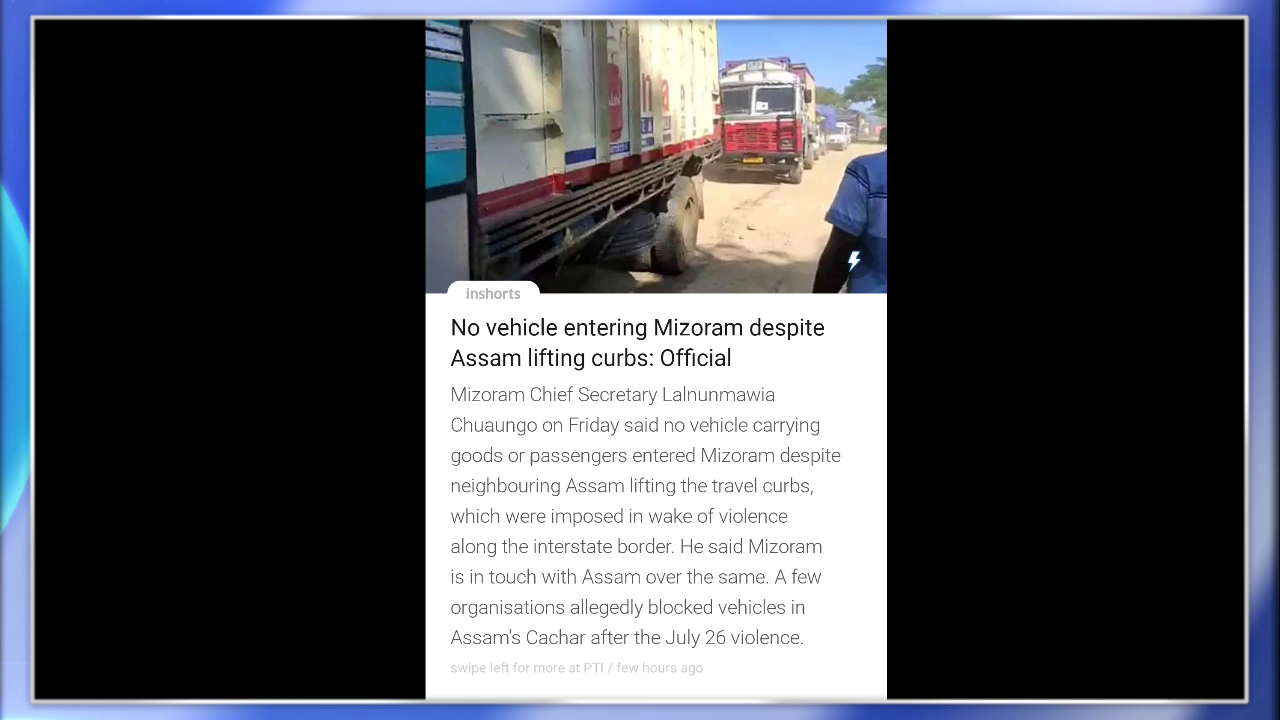 inshorts
No vehicle entering Mizoram despite
Assam lifting curbs: Official
Mizoram Chief Secretary Lalnunmawia
Chuaungo on Friday said no vehicle carrying
goods or passengers entered Mizoram despite
neighbouring Assam lifting the travel curbs,
which were imposed in wake of violence
along the interstate border. He said Mizoram
is in touch with Assam over the same. A few
organisations allegedly blocked vehicles in
Assam's Cachar after the July 26 violence.
swipe left for more at PTI / few hours ago